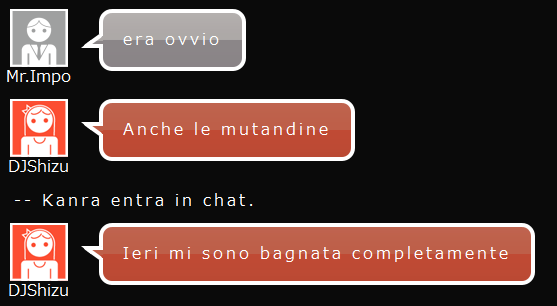 era ovvio
Mr.Impo
Anche le mutandine
DJShizu
-- Kanra entra in chat.
Ieri mi sono bagnata completamente
DJShizu